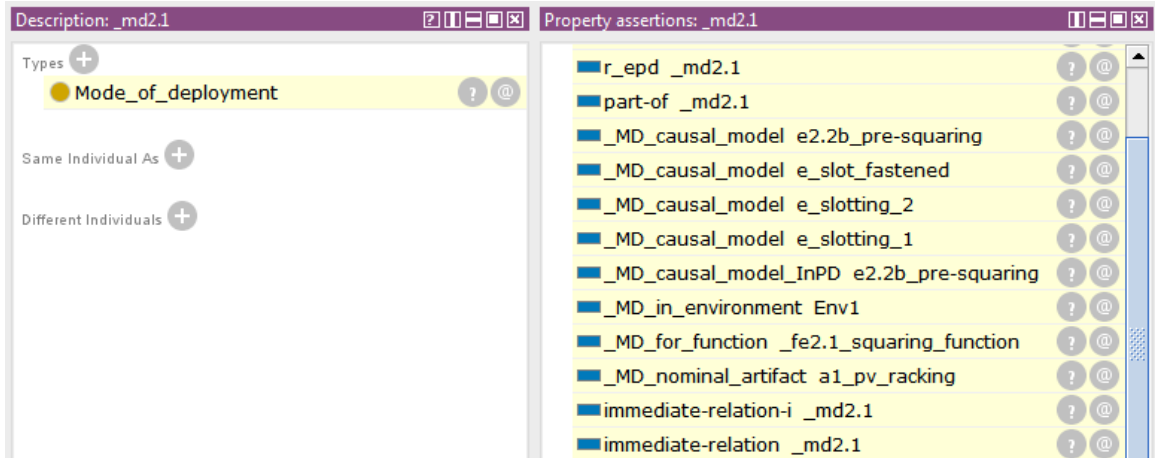 Description: _md2.1
Types
Mode_of_deployment
Same Individual As
Different Individuals
Property assertions: _md2.1
r_epd _md2.1
part-of _md2.1
_MD_causal_model e2.2b_pre-squaring
_MD_causal_model e_slot_fastened
_MD_causal_model e_slotting_2
_MD_causal_model e_slotting_1
_MD_causal_model_InPD e2.2b_pre-squaring
_MD_in_environment Env1
_MD_for_function _fe2.1_squaring_function
_MD_nominal_artifact a1_pv_racking
immediate-relation-i _md2.1
immediate-relation _md2.1